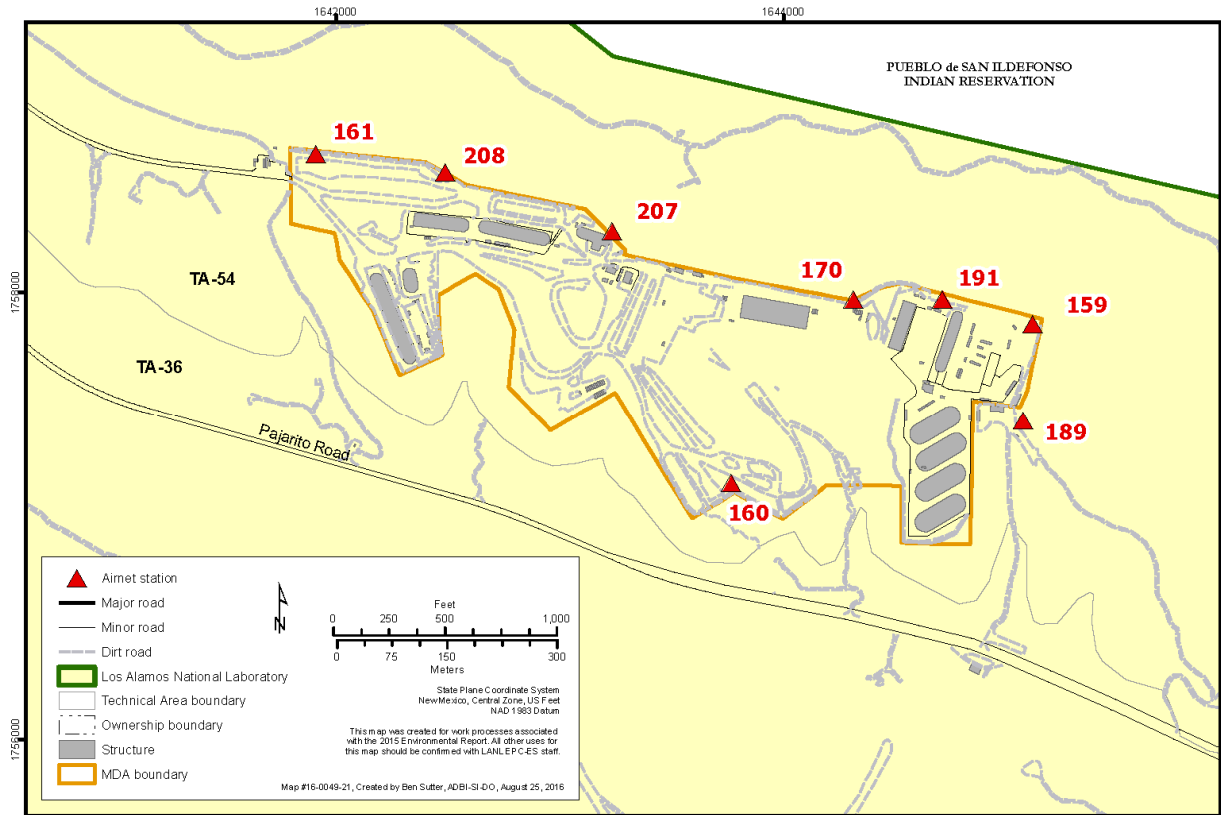 1642000
1644000
PUEBLO de SAN ILDEFONSO
INDIAN RESERVATION
161
208
207
170
191
159
1758000
TA-54
TA-36
189
Pajarito Road
160
Airnet station
Major road
Minor road
Dirt road
Los Alamos National Laboratory
Technical Area boundary
Ownership boundary
Structure
MDA boundary
N
Feet
0 250 500 1,000
0 75 150 300
Meters
State Plane Coordinate System
New Mexico, Central Zone, US Feet
NAD 1983 Datum
This map was created for work processes associated
with the 2015 Environmental Report. All other uses for
this map should be confirmed with LANL EPC-ES staff.
Map #16-0049-21, Created by Ben Sutter, ADBI-SI-DO, August 25, 2016
1756000